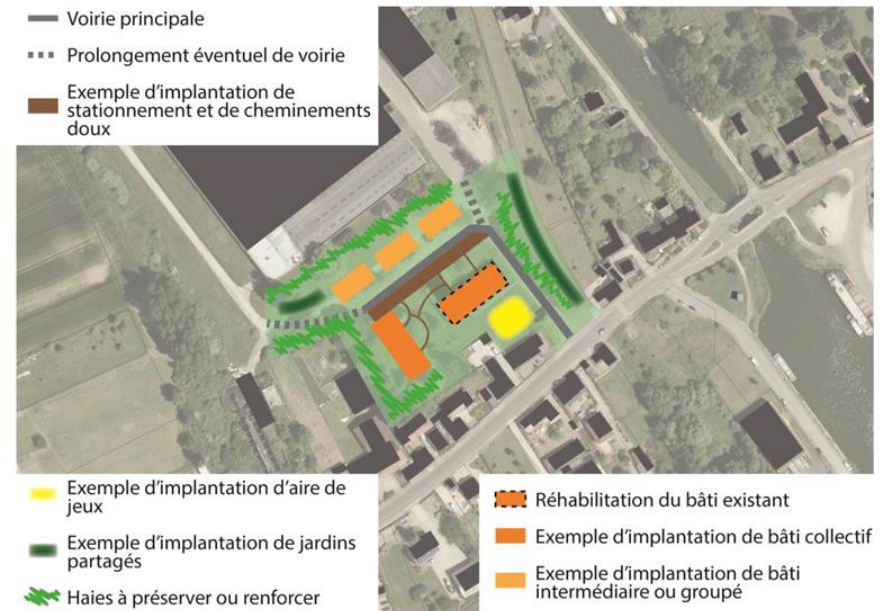 Voirie principale
Prolongement éventuel de voirie
Exemple d'implantation de
stationnement et de cheminements
doux
Exemple d'implantation d'aire de
jeux
Exemple d'implantation de jardins
partagés
Haies à préserver ou renforcer
Réhabilitation du bâti existant
Exemple d'implantation de bâti collectif
Exemple d'implantation de bâti
intermédiaire ou groupé